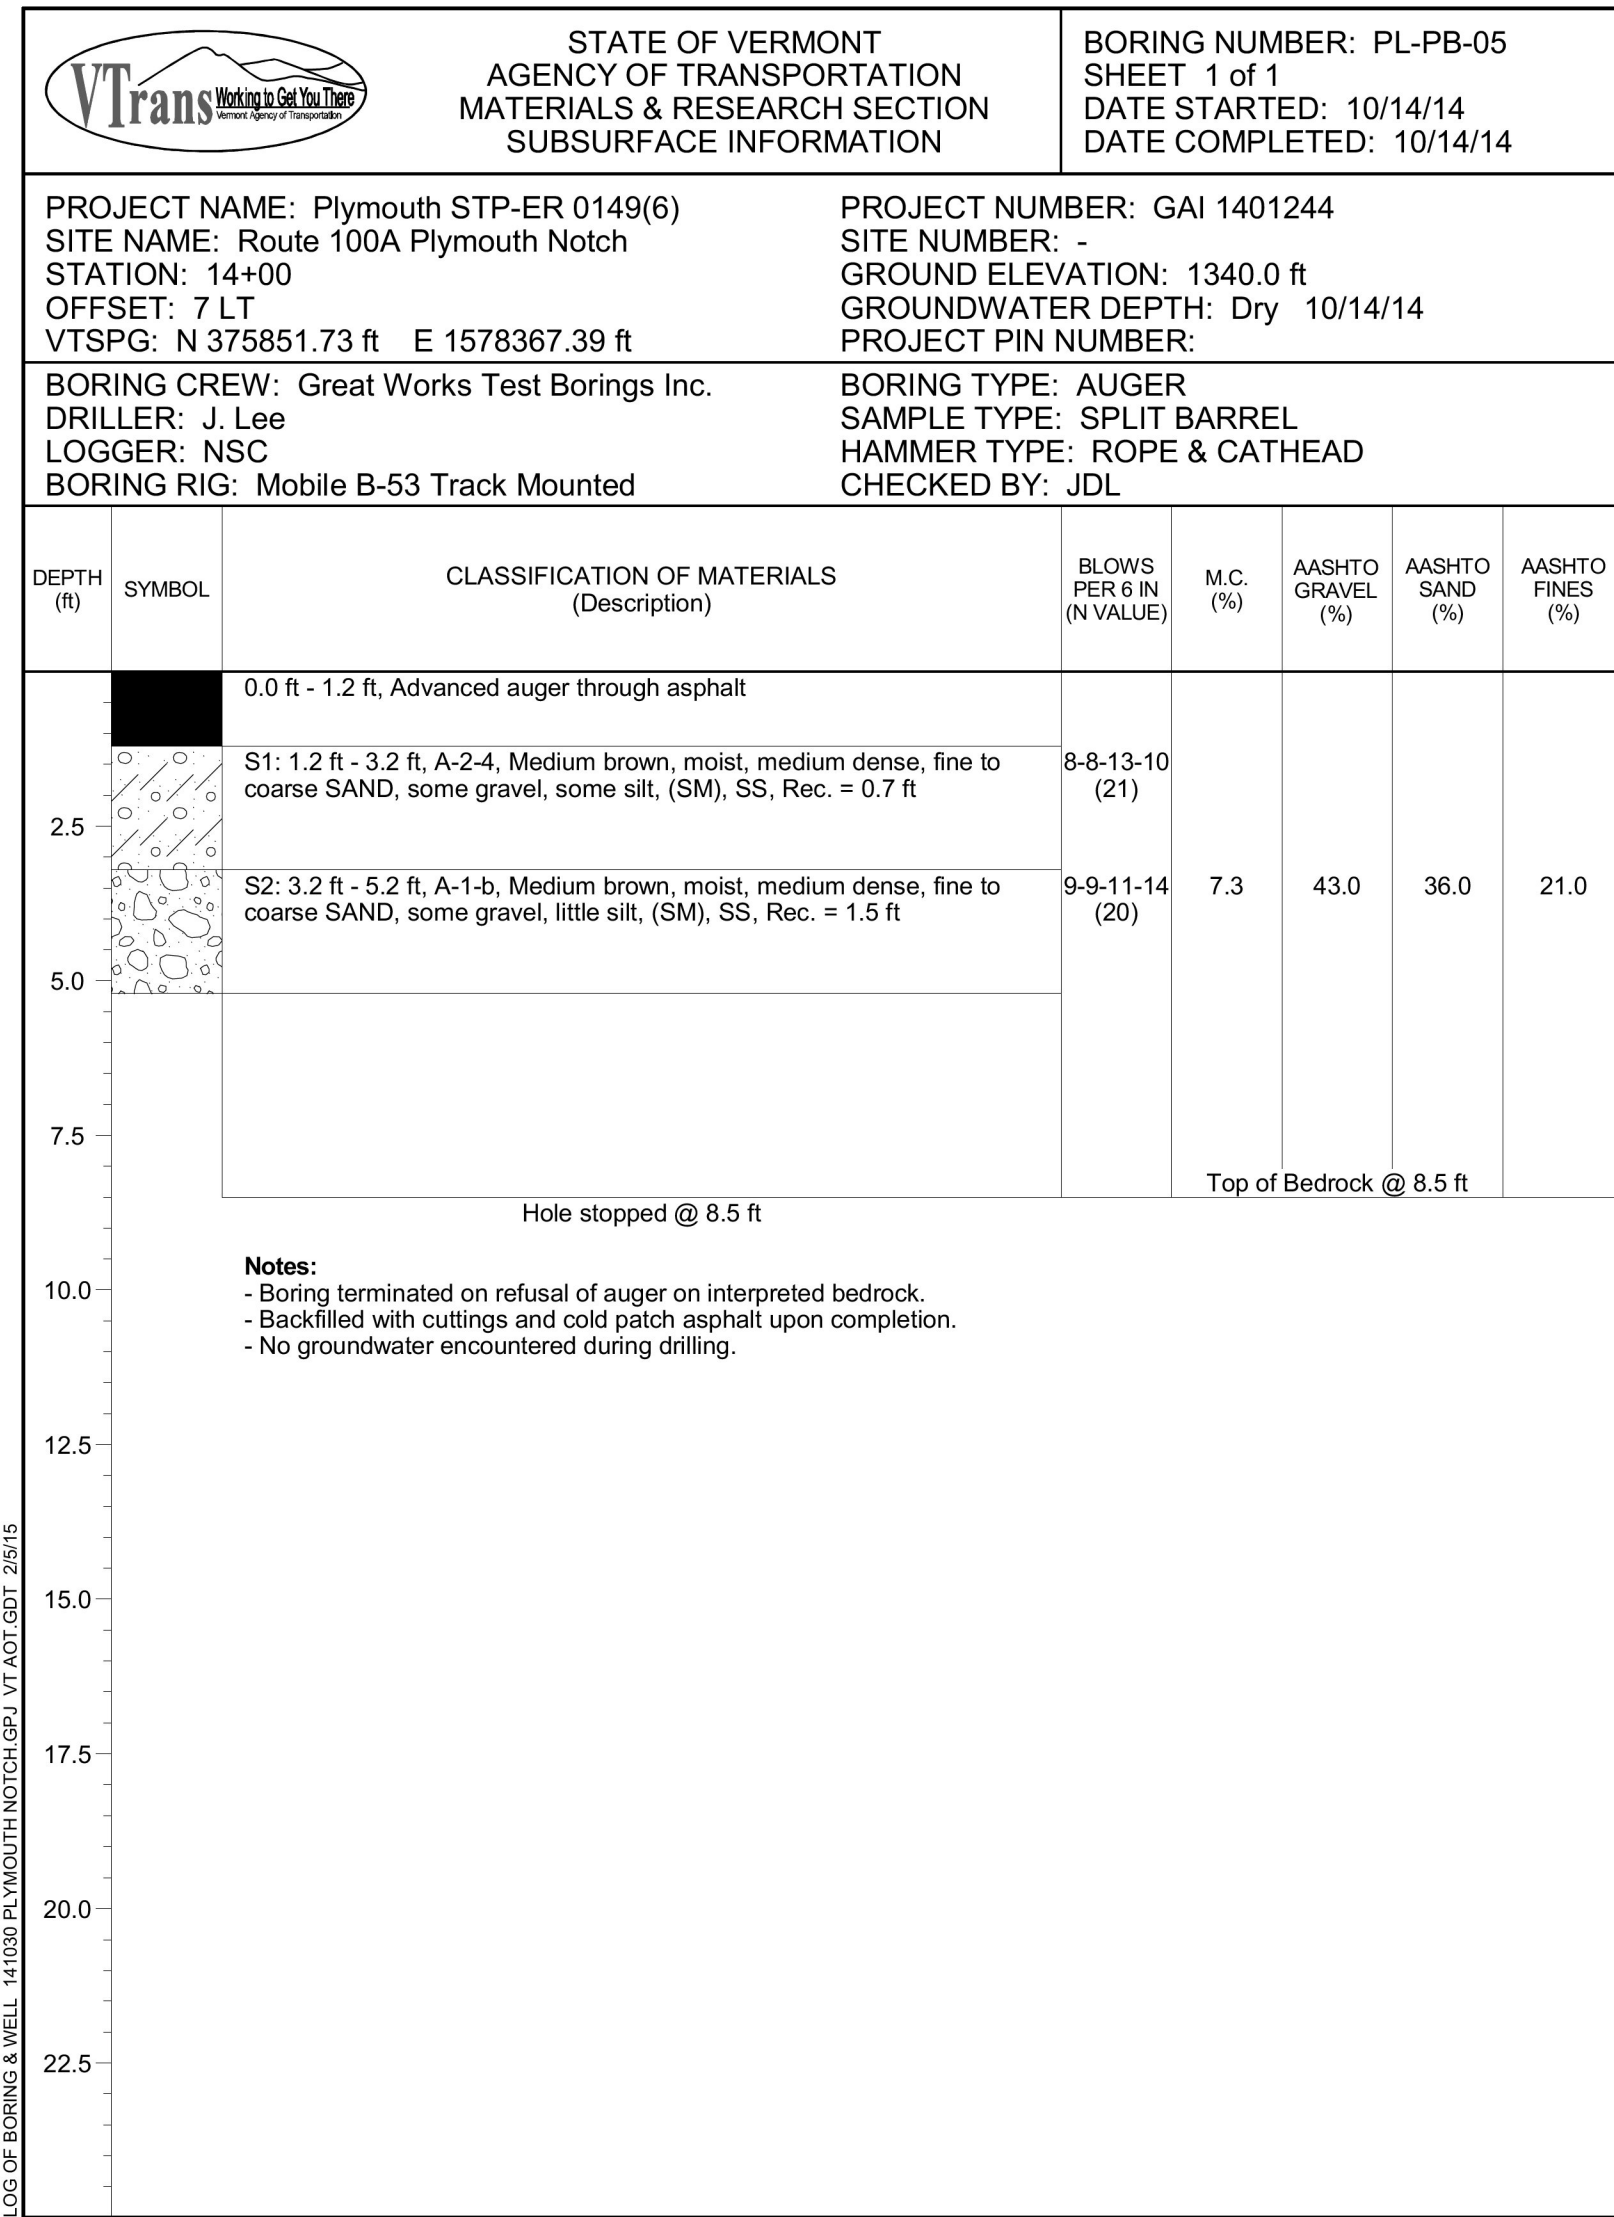 VTrans Working to Get You There
Vermont Agency of Transportation
STATE OF VERMONT
AGENCY OF TRANSPORTATION
MATERIALS & RESEARCH SECTION
SUBSURFACE INFORMATION
BORING NUMBER: PL-PB-05
SHEET 1 of 1
DATE STARTED: 10/14/14
DATE COMPLETED: 10/14/14
PROJECT NAME: Plymouth STP-ER 0149(6)
SITE NAME: Route 100A Plymouth Notch
STATION: 14+00
OFFSET: 7 LT
VTSPG: N 375851.73 ft E 1578367.39 ft
PROJECT NUMBER: GAI 1401244
SITE NUMBER: -
GROUND ELEVATION: 1340.0 ft
GROUNDWATER DEPTH: Dry 10/14/14
PROJECT PIN NUMBER:
BORING CREW: Great Works Test Borings Inc.
DRILLER: J. Lee
LOGGER: NSC
BORING RIG: Mobile B-53 Track Mounted
BORING TYPE: AUGER
SAMPLE TYPE: SPLIT BARREL
HAMMER TYPE: ROPE & CATHEAD
CHECKED BY: JDL
DEPTH
(ft)
SYMBOL
CLASSIFICATION OF MATERIALS
(Description)
BLOWS
PER 6 IN
(N VALUE)
M.C.
(%)
AASHTO
GRAVEL
(%)
AASHTO
SAND
(%)
AASHTO
FINES
(%)
0.0 ft - 1.2 ft, Advanced auger through asphalt
S1: 1.2 ft - 3.2 ft, A-2-4, Medium brown, moist, medium dense, fine to
coarse SAND, some gravel, some silt, (SM), SS, Rec. = 0.7 ft
8-8-13-10
(21)
2.5
S2: 3.2 ft - 5.2 ft, A-1-b, Medium brown, moist, medium dense, fine to
coarse SAND, some gravel, little silt, (SM), SS, Rec. = 1.5 ft
9-9-11-14
(20)
7.3
43.0
36.0
21.0
5.0
7.5
Top of Bedrock @ 8.5 ft
Hole stopped @ 8.5 ft
Notes:
- Boring terminated on refusal of auger on interpreted bedrock.
- Backfilled with cuttings and cold patch asphalt upon completion.
- No groundwater encountered during drilling.
10.0
12.5
15.0
17.5
20.0
22.5
LOG OF BORING & WELL 141030 PLYMOUTH NOTCH.GPJ VT AOT.GDT 2/5/15